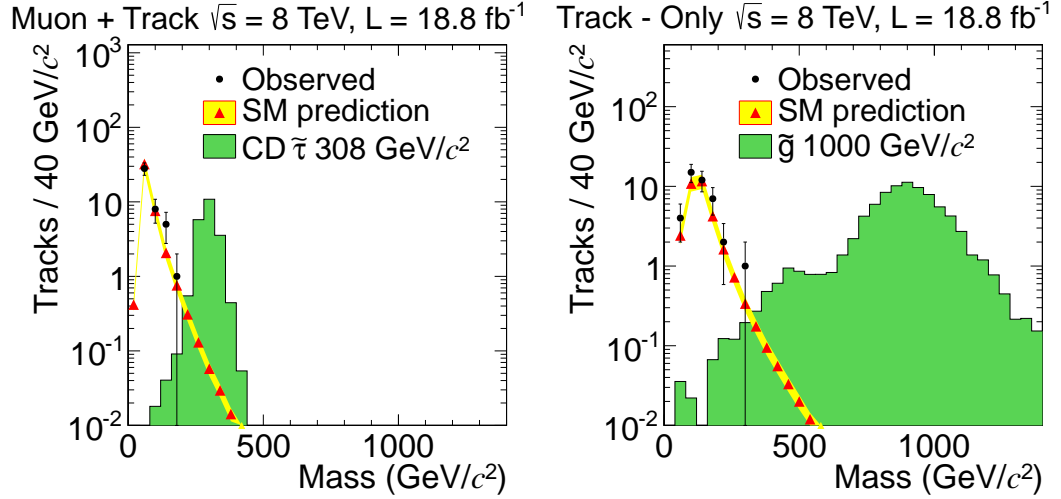 Muon + Track √s = 8 TeV, L = 18.8 fb⁻¹
Tracks / 40 GeV/c²
10³
10²
10
1
10⁻¹
10⁻²
Observed
SM prediction
CD τ̃ 308 GeV/c²
0 500 1000
Mass (GeV/c²)
Track - Only √s = 8 TeV, L = 18.8 fb⁻¹
Tracks / 40 GeV/c²
10²
10
1
10⁻¹
10⁻²
Observed
SM prediction
g̃ 1000 GeV/c²
0 500 1000
Mass (GeV/c²)